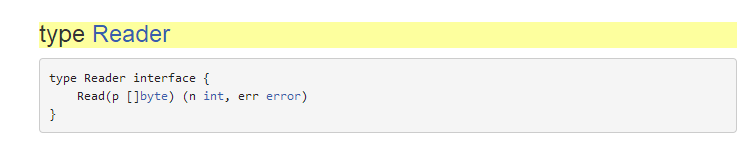 type Reader
type Reader interface {
    Read(p []byte) (n int, err error)
}